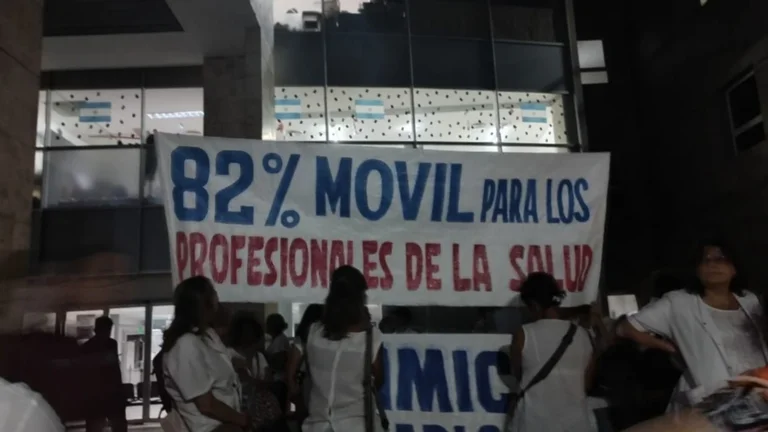 82% MOVIL PARA LOS
PROFESIONALES DE LA SALUD